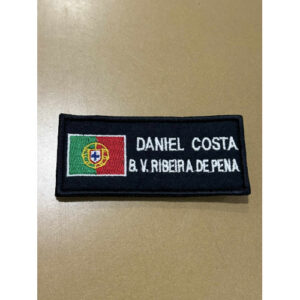 DANIEL COSTA
B. V. RIBEIRA DE PENA